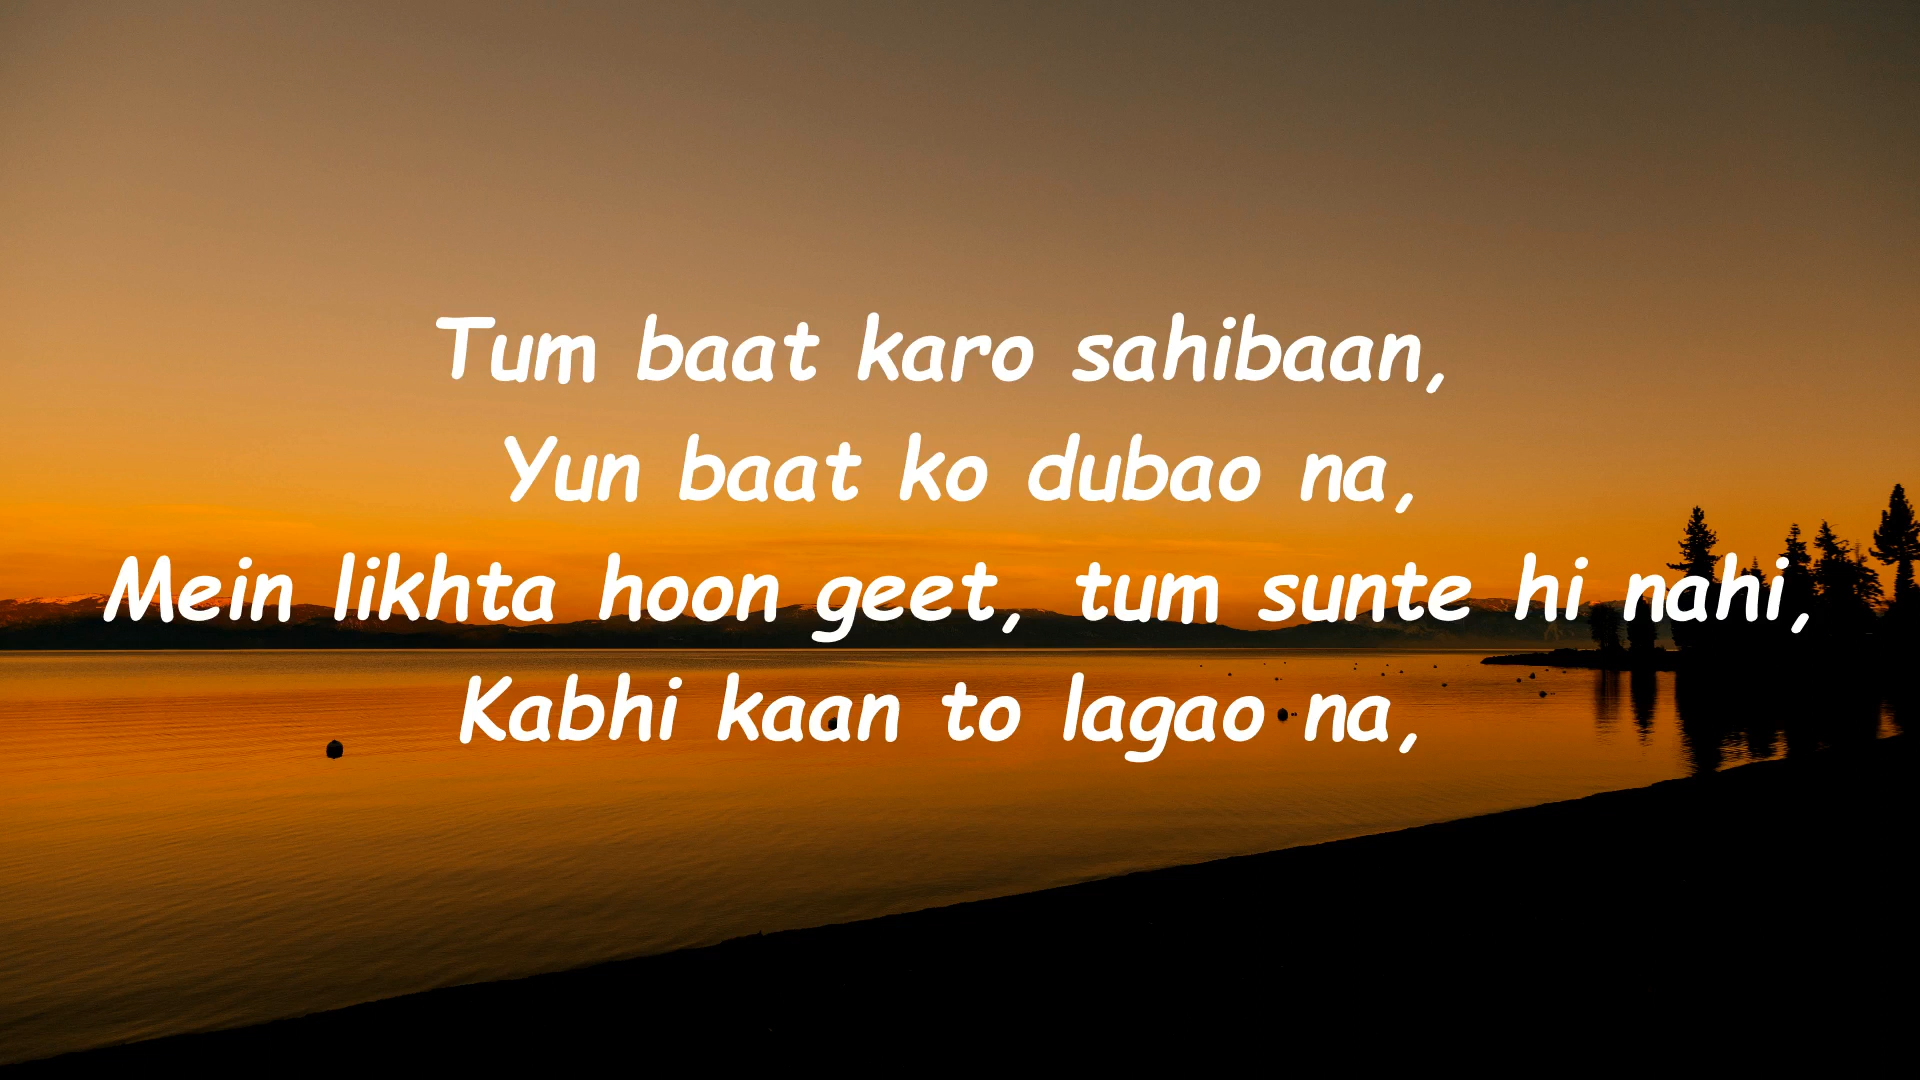 Tum baat karo sahibaan,
Yun baat ko dubao na,
Mein likhta hoon geet, tum sunte hi nahi,
Kabhi kaan to lagao na,